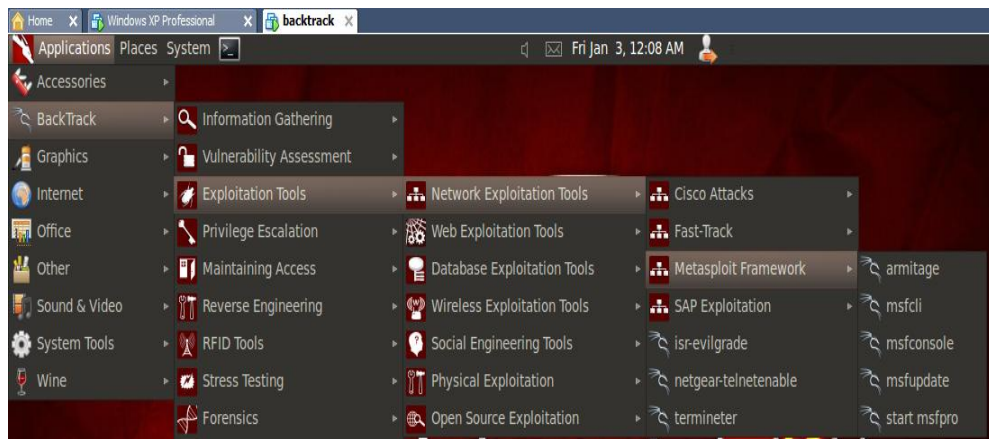 Home X Windows XP Professional X backtrack X
Applications Places System Fri Jan 3, 12:08 AM
Accessories
BackTrack
Graphics
Internet
Office
Other
Sound & Video
System Tools
Wine
Information Gathering
Vulnerability Assessment
Exploitation Tools
Privilege Escalation
Maintaining Access
Reverse Engineering
RFID Tools
Stress Testing
Forensics
Network Exploitation Tools
Web Exploitation Tools
Database Exploitation Tools
Wireless Exploitation Tools
Social Engineering Tools
Physical Exploitation
Open Source Exploitation
Cisco Attacks
Fast-Track
Metasploit Framework
SAP Exploitation
isr-evilgrade
netgear-telnetenable
termineter
armitage
msfcli
msfconsole
msfupdate
start msfpro